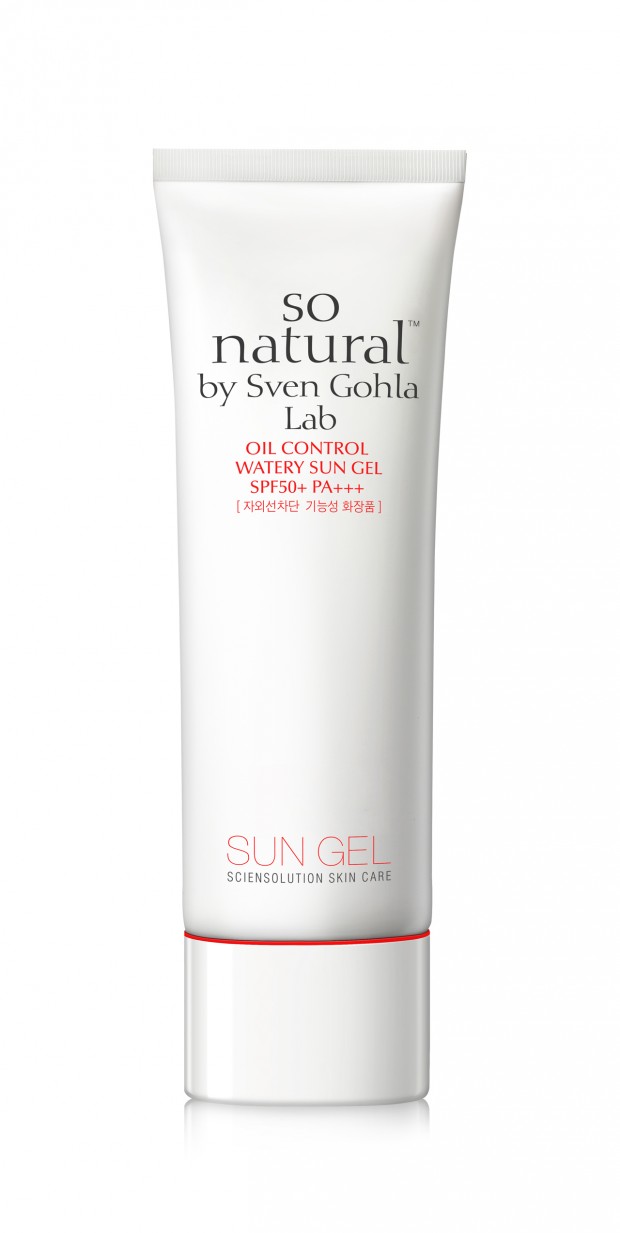 so
natural™
by Sven Gohla
Lab
OIL CONTROL
WATERY SUN GEL
SPF50+ PA+++
[ 자외선차단 기능성 화장품 ]
SUN GEL
SCIENSOLUTION SKIN CARE